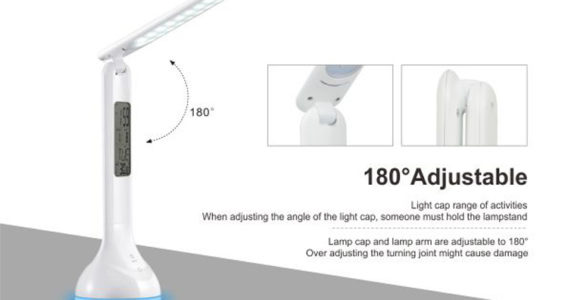 180°
180°Adjustable
Light cap range of activities
When adjusting the angle of the light cap, someone must hold the lampstand
Lamp cap and lamp arm are adjustable to 180°
Over adjusting the turning joint might cause damage